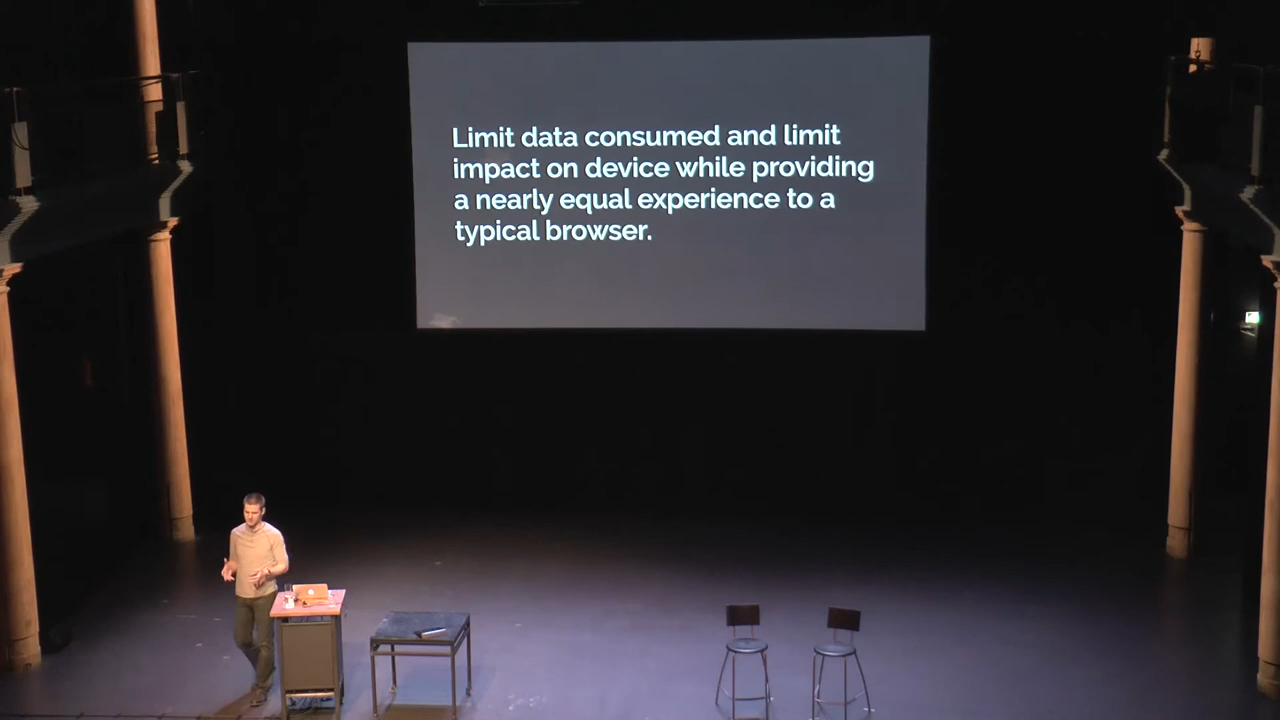 Limit data consumed and limit
impact on device while providing
a nearly equal experience to a
typical browser.